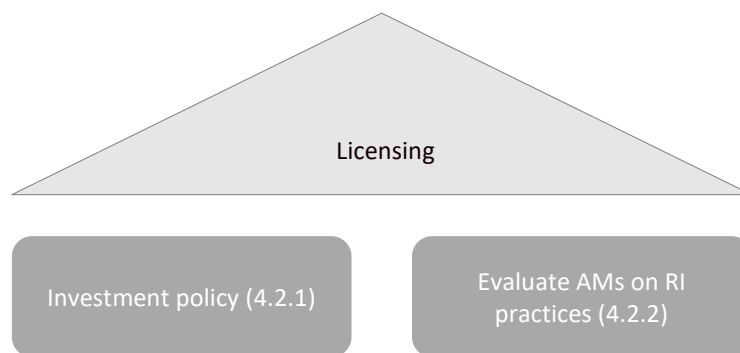 Licensing
Investment policy (4.2.1)
Evaluate AMs on RI
practices (4.2.2)